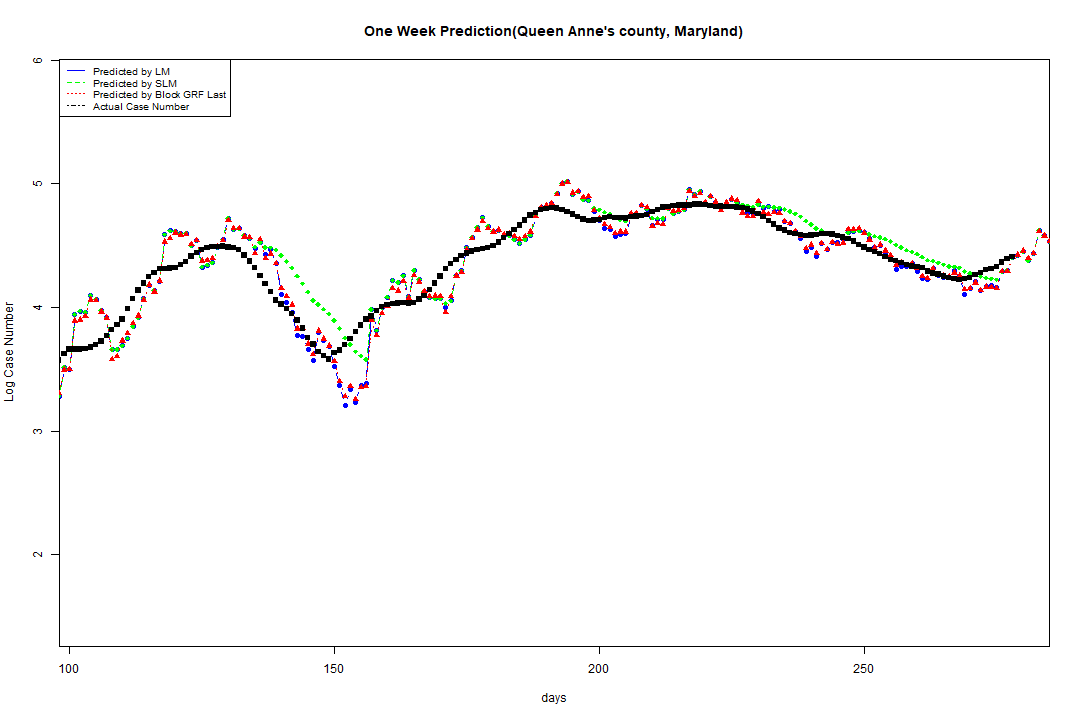 One Week Prediction(Queen Anne's county, Maryland)
Predicted by LM
Predicted by SLM
Predicted by Block GRF Last
Actual Case Number
6
5
4
3
2
Log Case Number
100 150 200 250
days